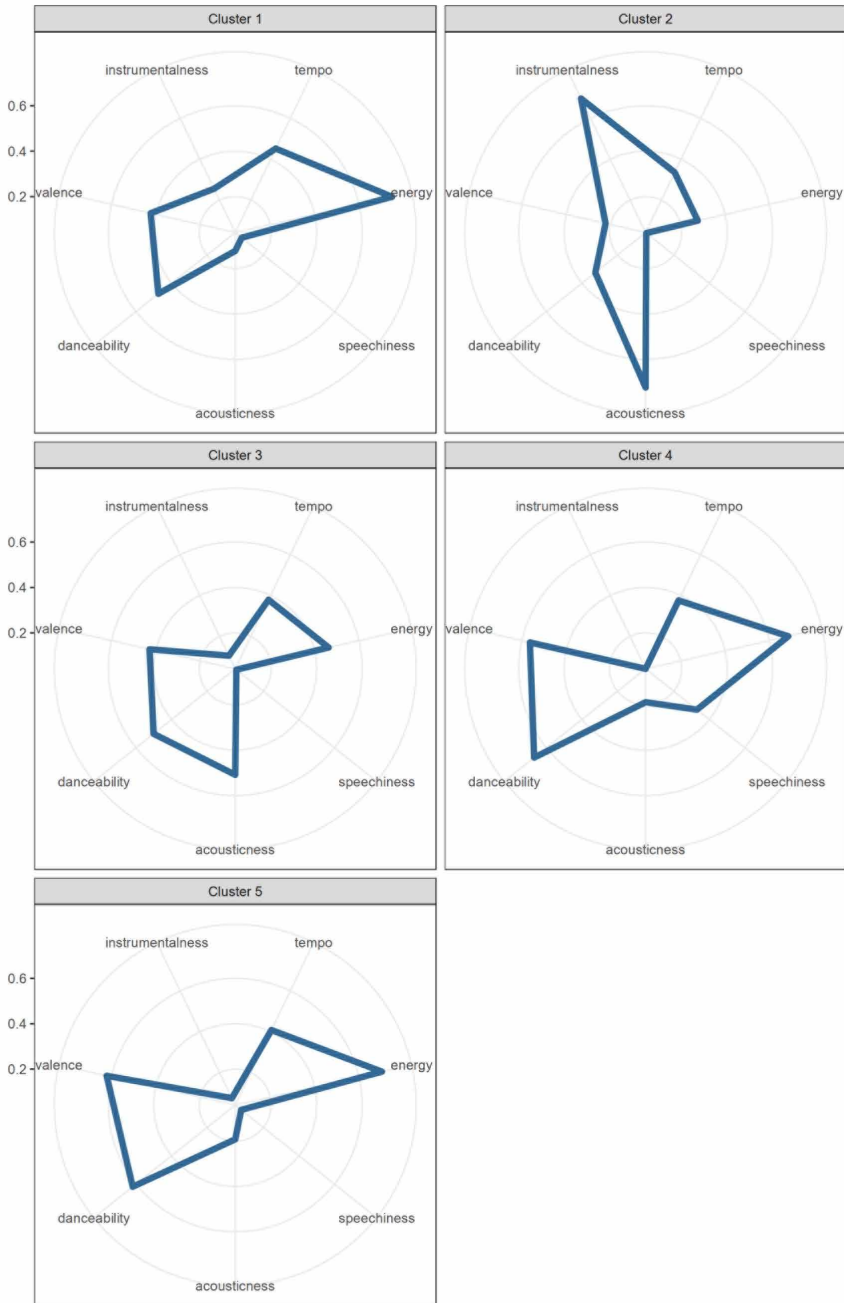 Cluster 1
Cluster 2
instrumentalness
tempo
instrumentalness
tempo
0.6
0.4
valence
energy
valence
energy
0.2
danceability
speechiness
danceability
speechiness
acousticness
acousticness
Cluster 3
Cluster 4
instrumentalness
tempo
instrumentalness
tempo
0.6
0.4
valence
energy
valence
energy
0.2
danceability
speechiness
danceability
speechiness
acousticness
acousticness
Cluster 5
instrumentalness
tempo
0.6
0.4
valence
energy
0.2
danceability
speechiness
acousticness